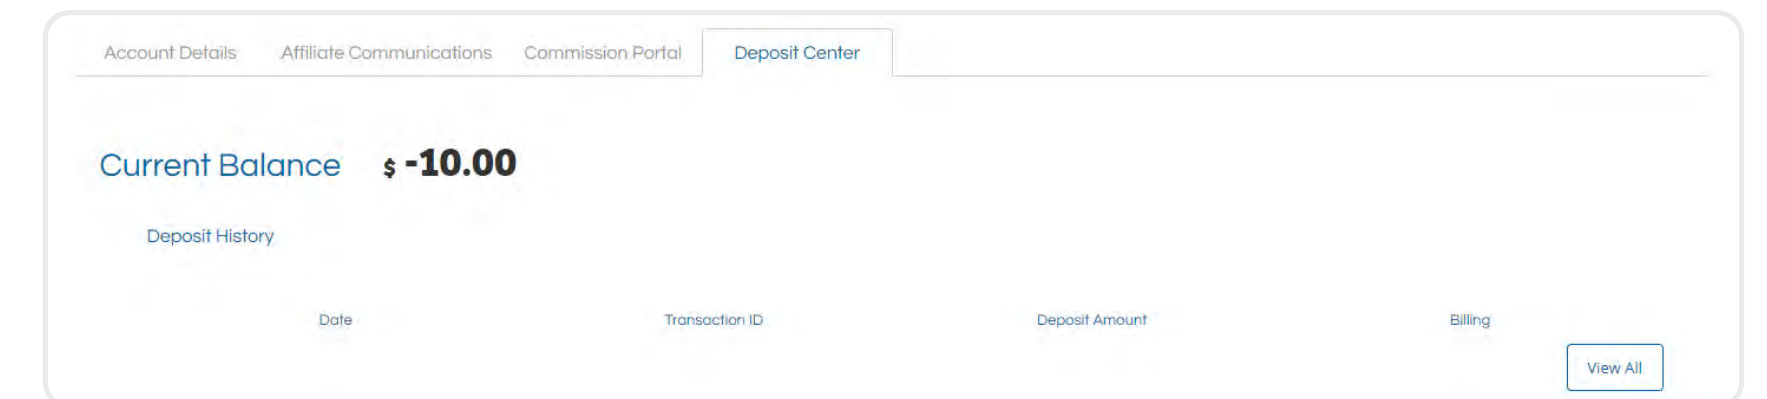 Account Details Affiliate Communications Commission Portal Deposit Center
Current Balance $ -10.00
Deposit History
Date Transaction ID Deposit Amount Billing
View All